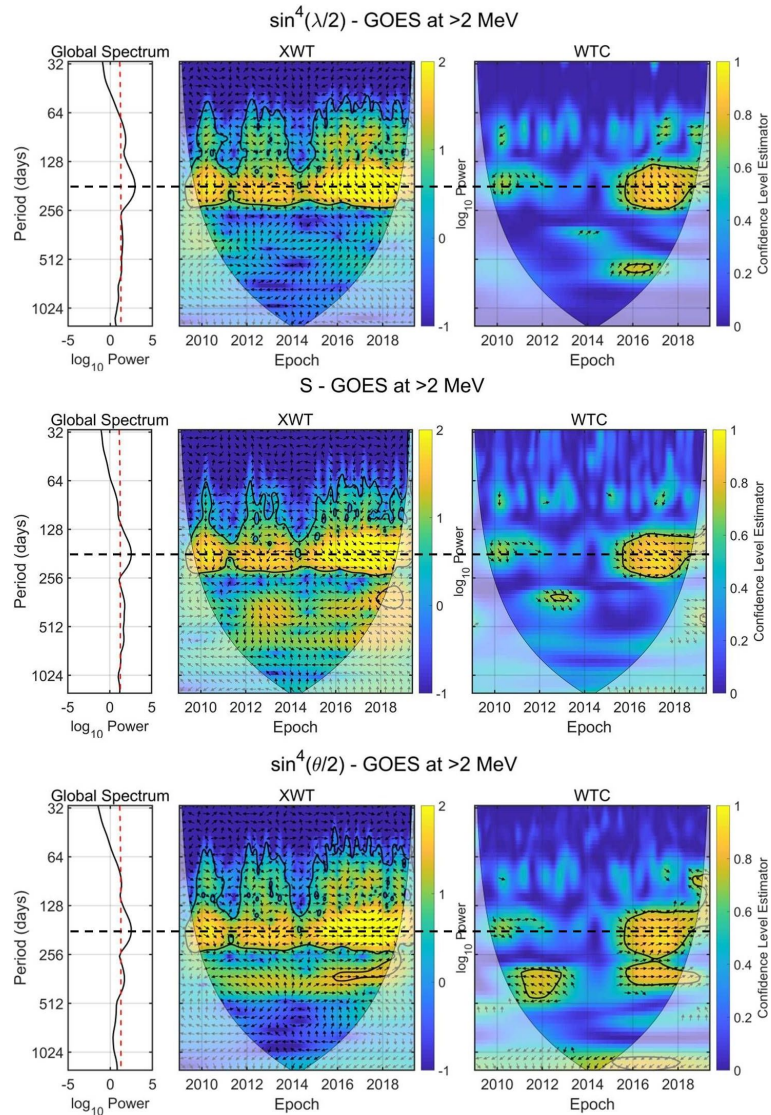 sin⁴(λ/2) - GOES at >2 MeV
Global Spectrum XWT WTC
32
64
128
256
512
1024
Period (days)
-5 0 5
log₁₀ Power
2010 2012 2014 2016 2018
Epoch
2
1
0
-1
log₁₀ Power
2010 2012 2014 2016 2018
Epoch
1
0.8
0.6
0.4
0.2
0
Confidence Level Estimator
S - GOES at >2 MeV
Global Spectrum XWT WTC
32
64
128
256
512
1024
Period (days)
-5 0 5
log₁₀ Power
2010 2012 2014 2016 2018
Epoch
2
1
0
-1
log₁₀ Power
2010 2012 2014 2016 2018
Epoch
1
0.8
0.6
0.4
0.2
0
Confidence Level Estimator
sin⁴(θ/2) - GOES at >2 MeV
Global Spectrum XWT WTC
32
64
128
256
512
1024
Period (days)
-5 0 5
log₁₀ Power
2010 2012 2014 2016 2018
Epoch
2
1
0
-1
log₁₀ Power
2010 2012 2014 2016 2018
Epoch
1
0.8
0.6
0.4
0.2
0
Confidence Level Estimator